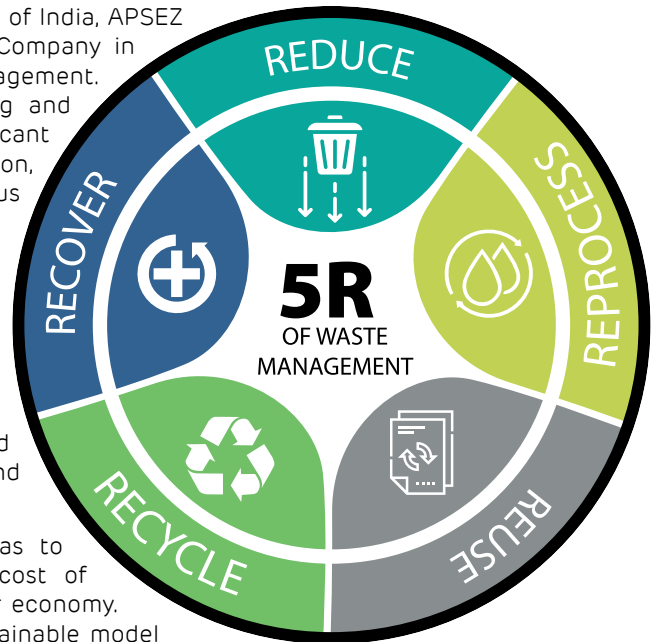 of India, APSEZ
Company in
agement.
g and
icant
on,
us
d
nd
as to
cost of
economy.
ainable model
REDUCE
REPROCESS
REUSE
RECYCLE
RECOVER
5R
OF WASTE
MANAGEMENT